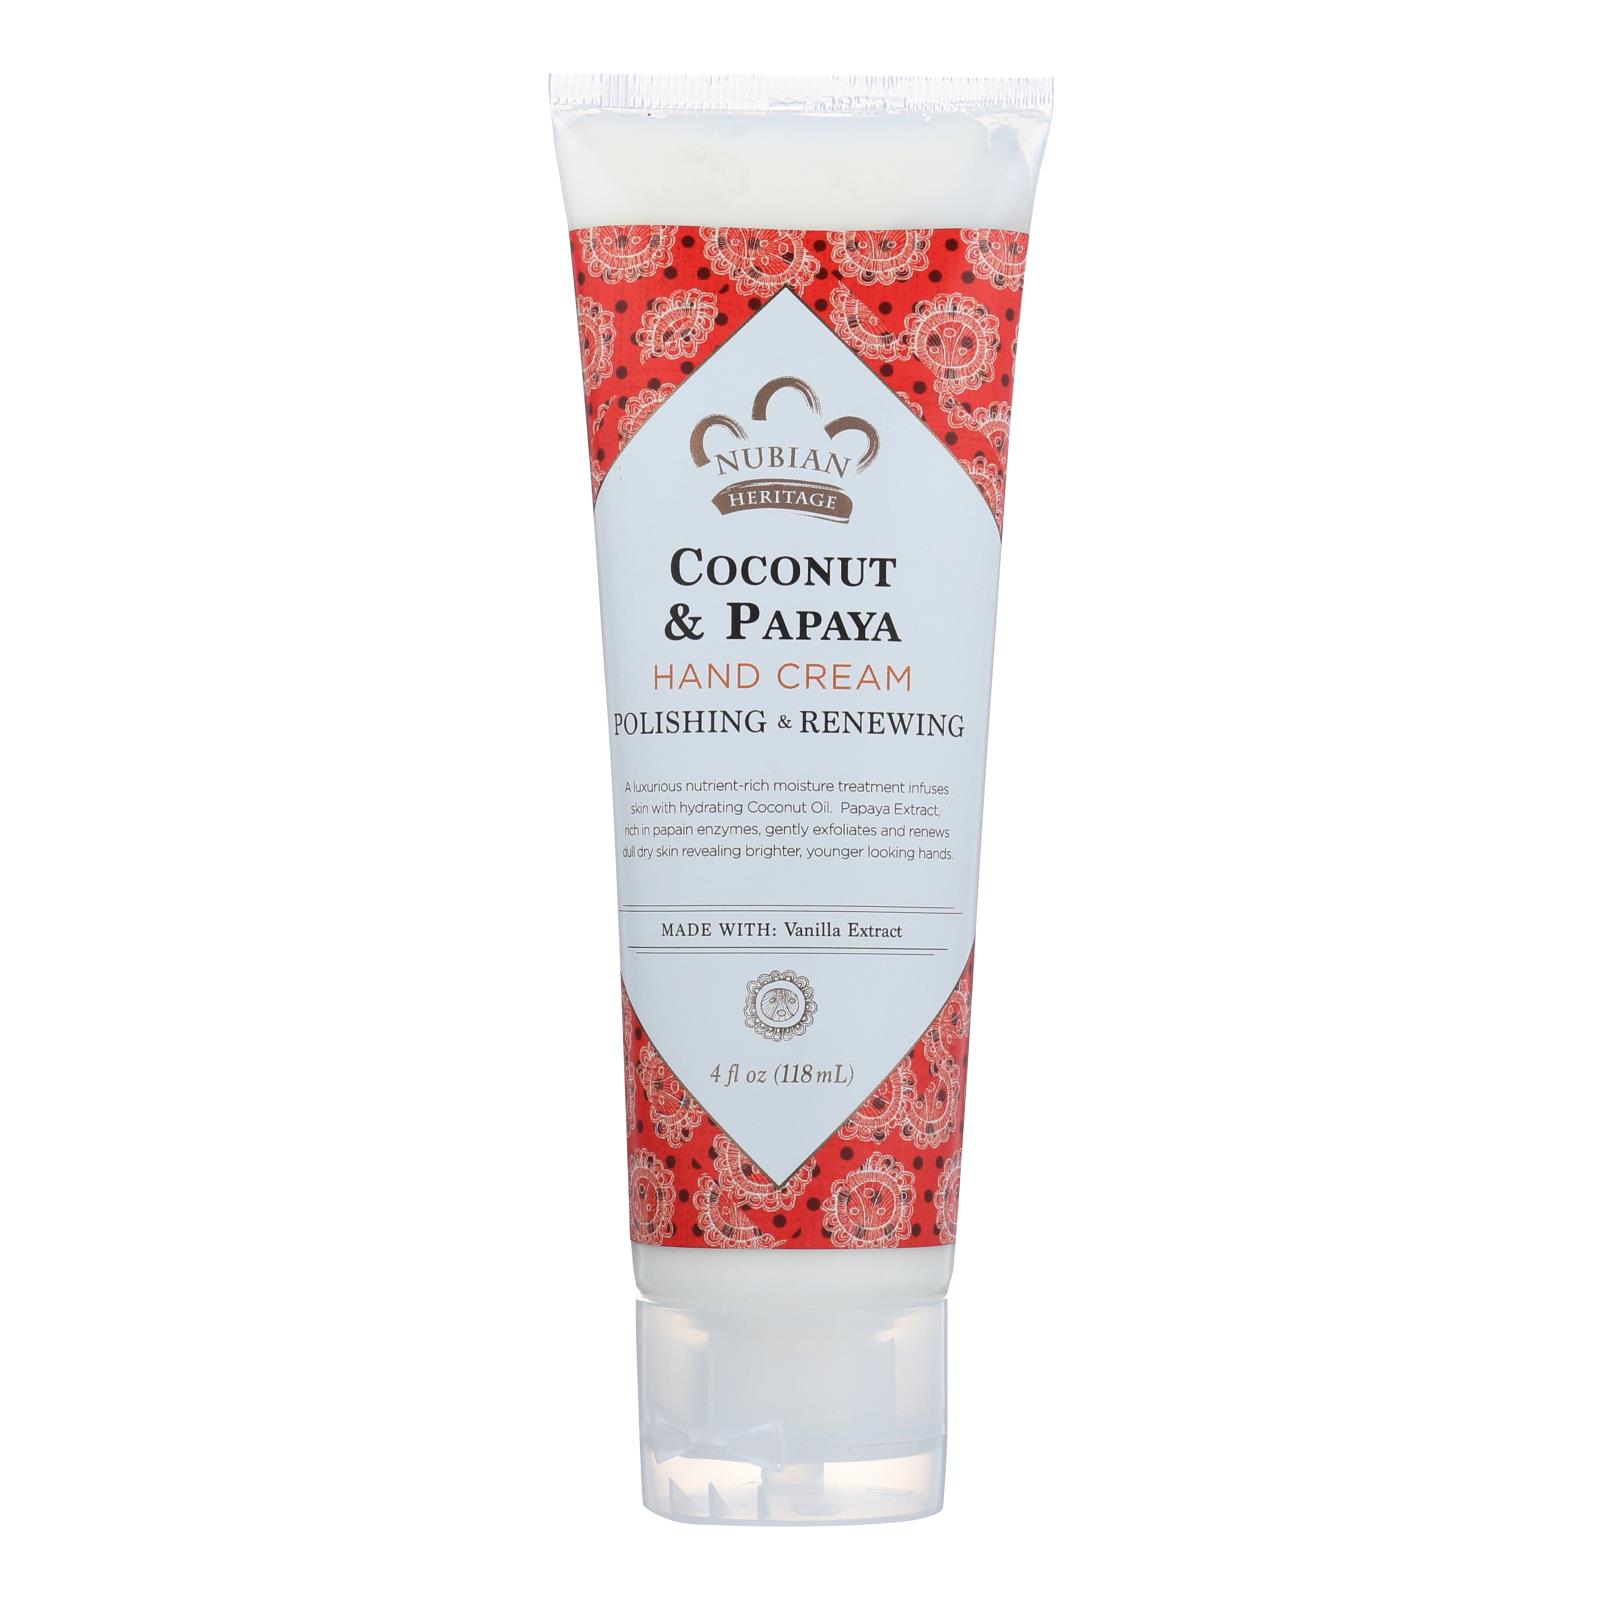 NUBIAN
HERITAGE
COCONUT
& PAPAYA
HAND CREAM
POLISHING & RENEWING
A luxurious nutrient-rich moisture treatment infuses
skin with hydrating Coconut Oil. Papaya Extract,
rich in papain enzymes, gently exfoliates and renews
dull dry skin revealing brighter, younger looking hands.
MADE WITH: Vanilla Extract
4 fl oz (118 mL)